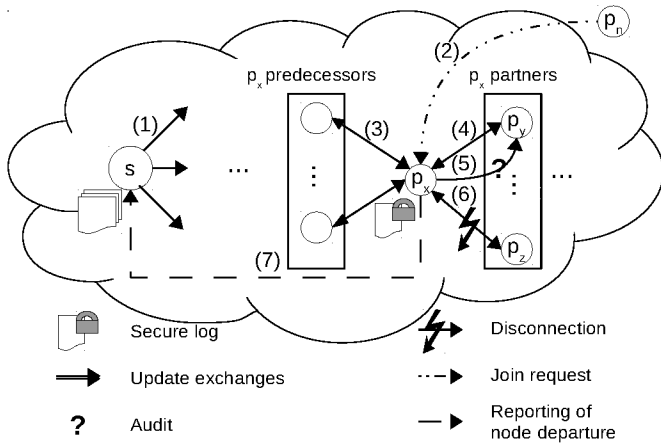 (2)
pn
px predecessors
px partners
(1)
(3)
(4)
py
s
...
(5)
?
...
px
(6)
(7)
pz
Secure log
Disconnection
Update exchanges
Join request
?
Audit
Reporting of
node departure